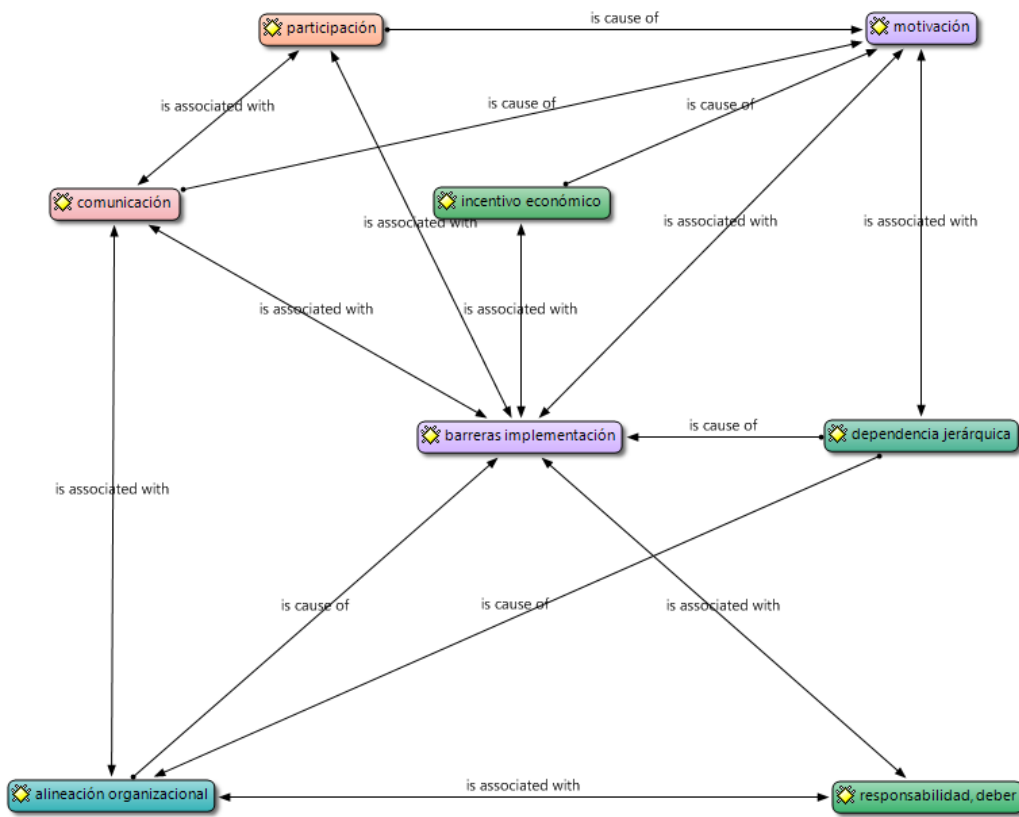 participación
is cause of
motivación
is associated with
is cause of
is cause of
comunicación
incentivo económico
is associated with
is associated with
is associated with
is associated with
is associated with
barreras implementación
is cause of
dependencia jerárquica
is associated with
is cause of
is cause of
is associated with
alineación organizacional
is associated with
responsabilidad, deber